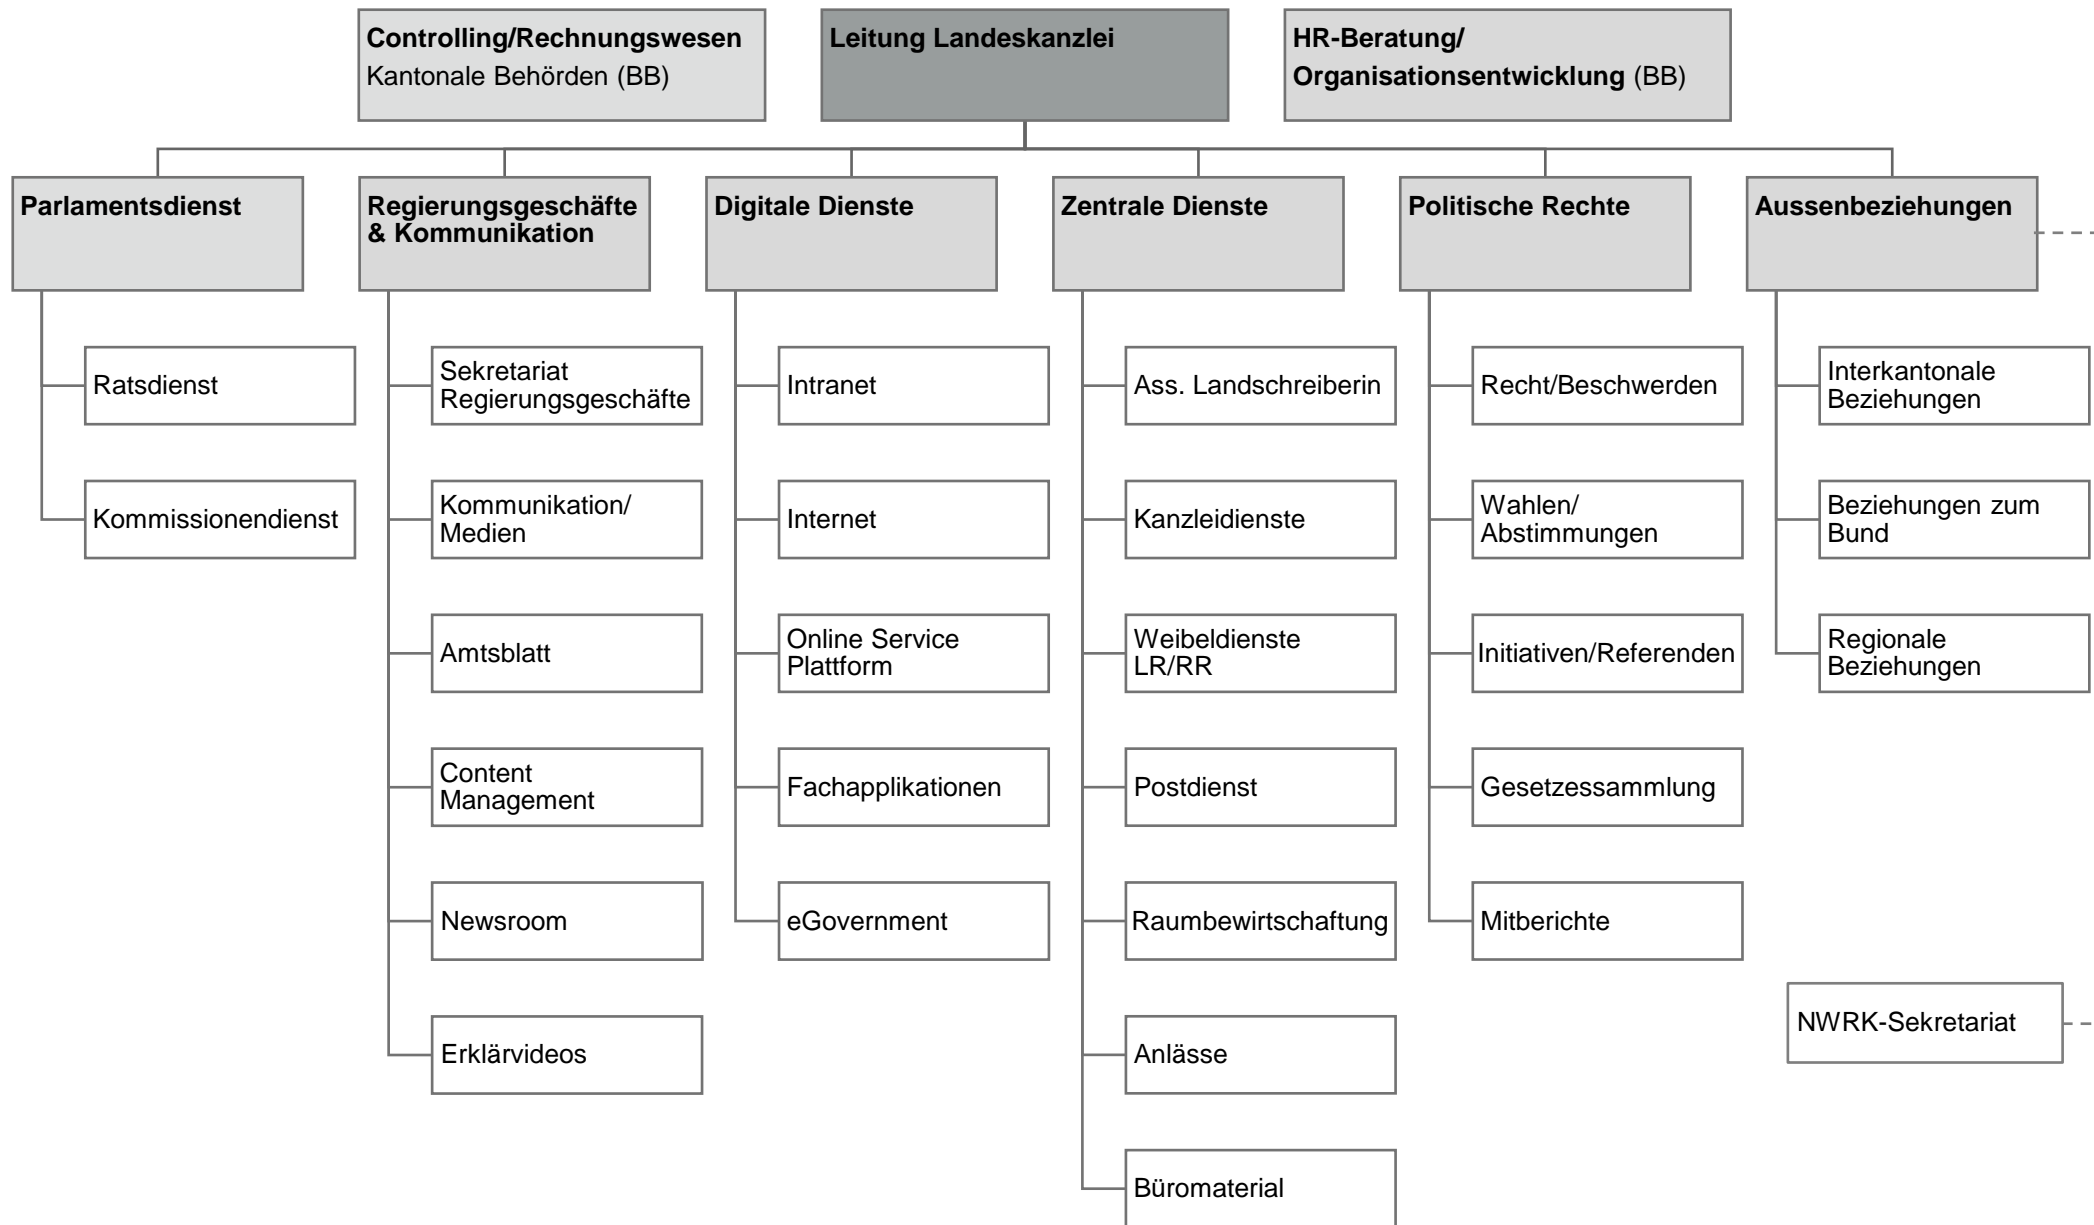 Controlling/Rechnungswesen
Kantonale Behörden (BB)
Leitung Landeskanzlei
HR-Beratung/
Organisationsentwicklung (BB)
Parlamentsdienst
Ratsdienst
Kommissionendienst
Regierungsgeschäfte
& Kommunikation
Sekretariat
Regierungsgeschäfte
Kommunikation/
Medien
Amtsblatt
Content
Management
Newsroom
Erklärvideos
Digitale Dienste
Intranet
Internet
Online Service
Plattform
Fachapplikationen
eGovernment
Zentrale Dienste
Ass. Landschreiberin
Kanzleidienste
Weibeldienste
LR/RR
Postdienst
Raumbewirtschaftung
Anlässe
Büromaterial
Politische Rechte
Recht/Beschwerden
Wahlen/
Abstimmungen
Initiativen/Referenden
Gesetzessammlung
Mitberichte
Aussenbeziehungen
Interkantonale
Beziehungen
Beziehungen zum
Bund
Regionale
Beziehungen
NWRK-Sekretariat